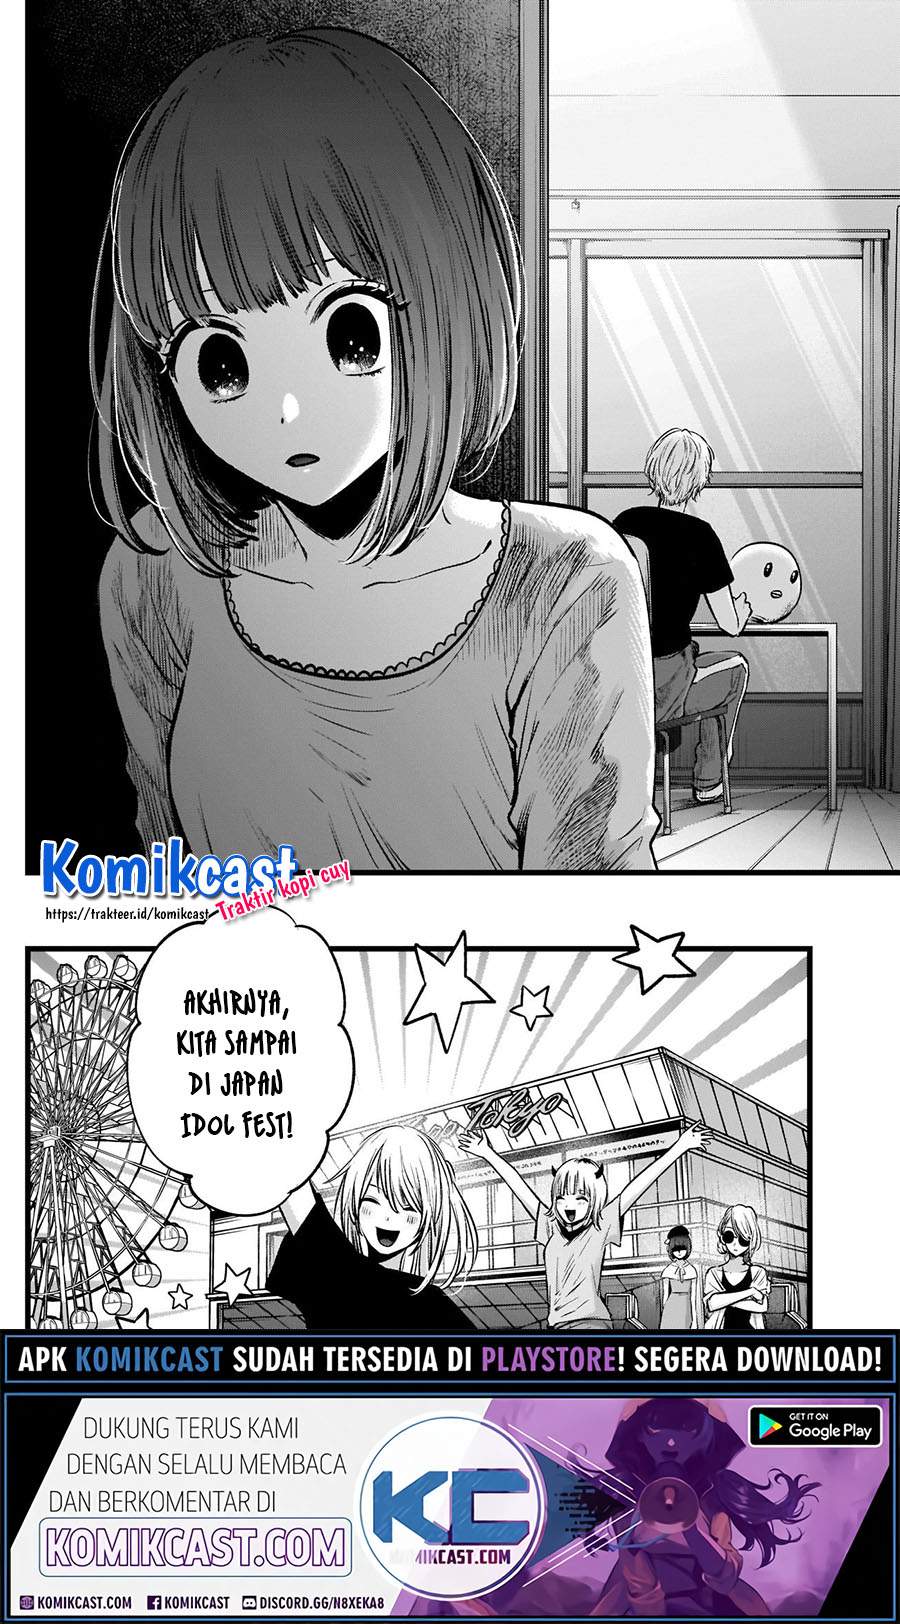 Komikcast
Traktir kopi cuy
https://trakteer.id/komikcast
AKHIRNYA,
KITA SAMPAI
DI JAPAN
IDOL FEST!
Tokyo
APK KOMIKCAST SUDAH TERSEDIA DI PLAYSTORE! SEGERA DOWNLOAD!
DUKUNG TERUS KAMI
DENGAN SELALU MEMBACA
DAN BERKOMENTAR DI
KOMIKCAST.COM
KC
KOMIKCAST.COM
GET IT ON
Google Play
KOMIKCAST.COM
KOMIKCAST.COM
DISCORD.GG/N8XEKA8